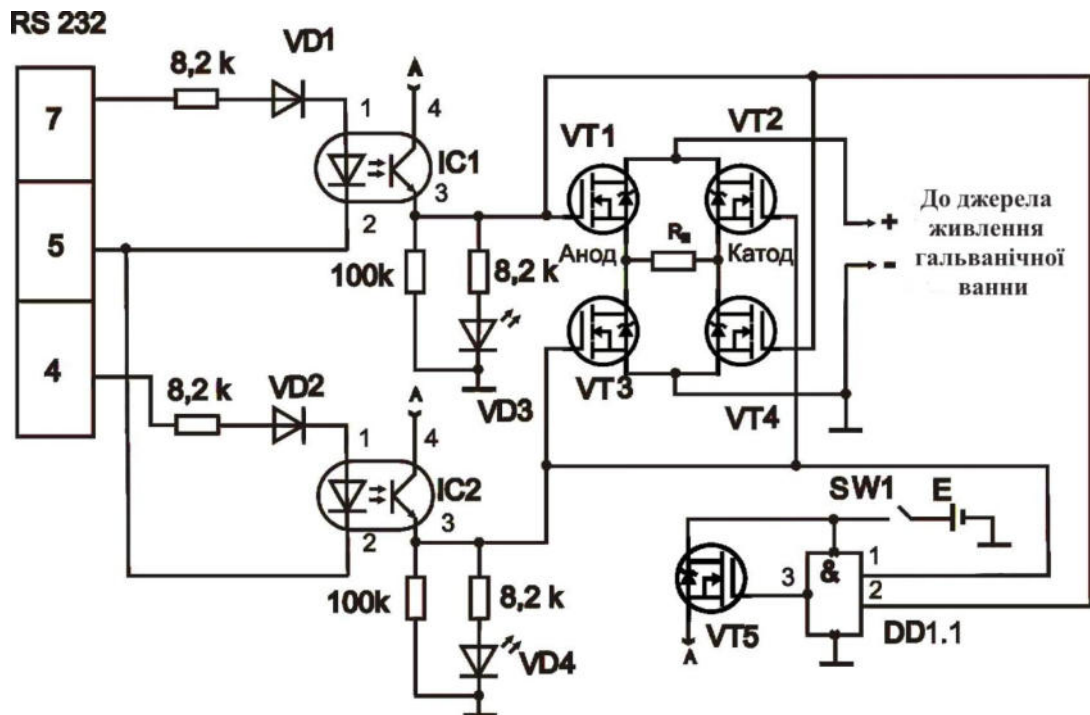 RS 232
7
5
4
8,2 k
VD1
1
A
4
IC1
3
2
100k
8,2 k
VD3
VT1
VT2
Анод
Катод
VT3
VT4
+
-
До джерела
живлення
гальванічної
ванни
8,2 k
VD2
1
A
4
IC2
3
2
100k
8,2 k
VD4
SW1
E
&
3
1
2
VT5
A
DD1.1